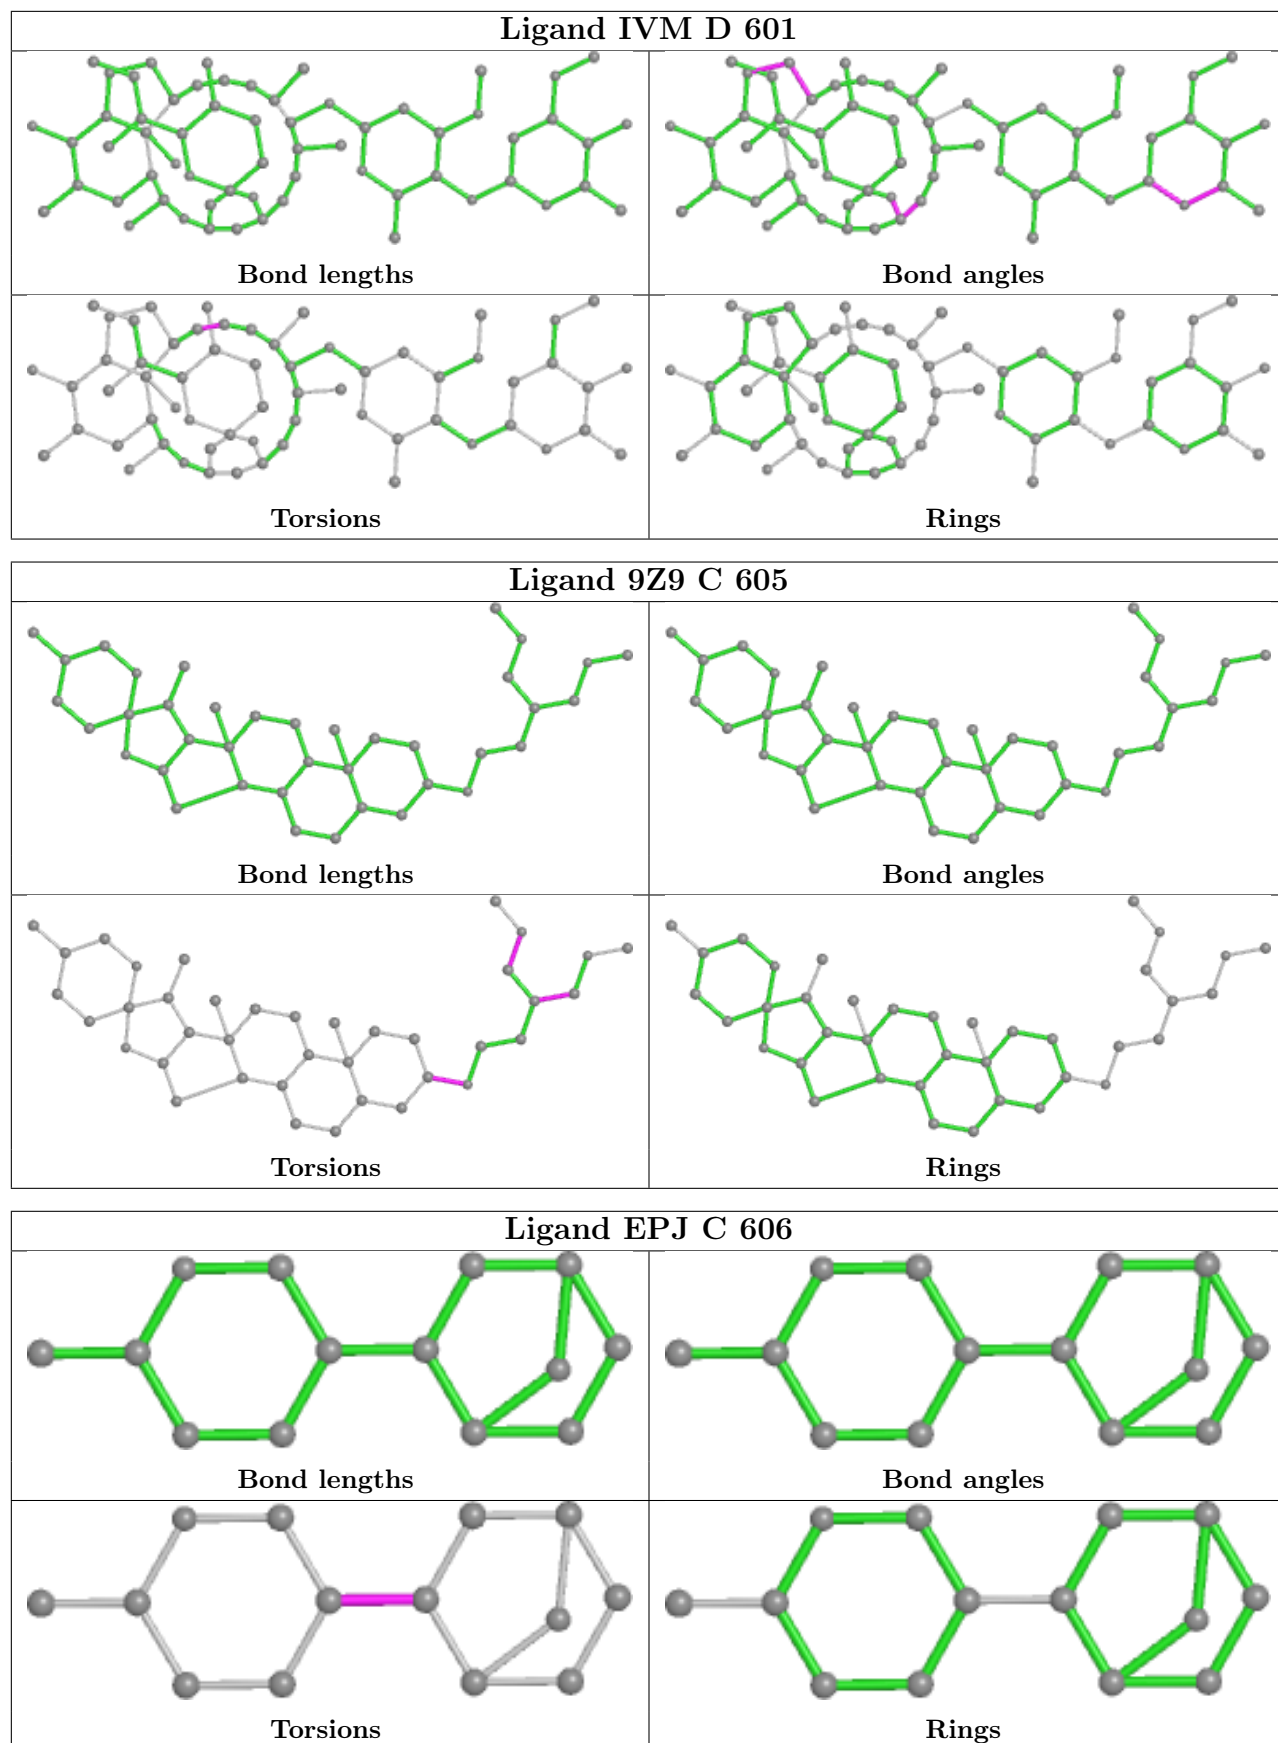 Ligand IVM D 601
Bond lengths
Bond angles
Torsions
Rings
Ligand 9Z9 C 605
Bond lengths
Bond angles
Torsions
Rings
Ligand EPJ C 606
Bond lengths
Bond angles
Torsions
Rings